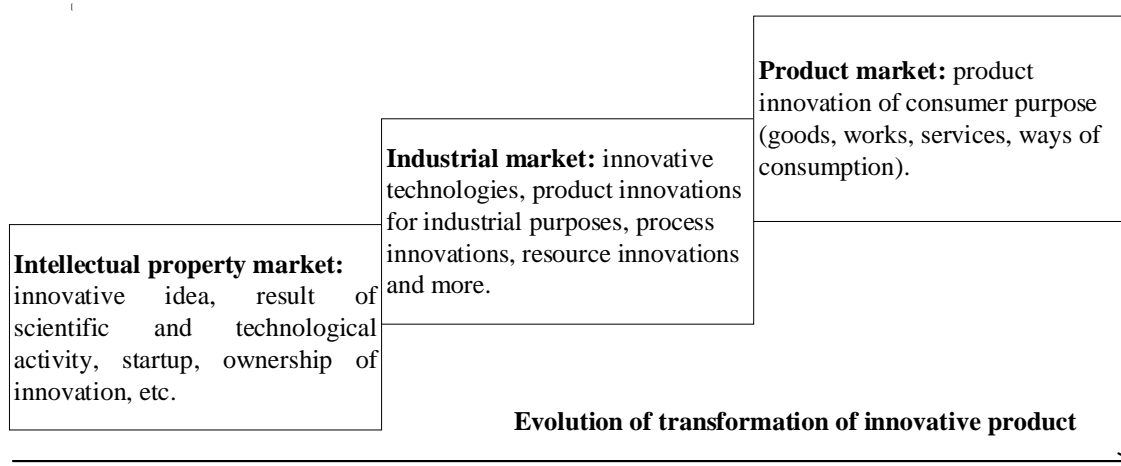 Intellectual property market:
innovative idea, result of
scientific and technological
activity, startup, ownership of
innovation, etc.
Industrial market: innovative
technologies, product innovations
for industrial purposes, process
innovations, resource innovations
and more.
Product market: product
innovation of consumer purpose
(goods, works, services, ways of
consumption).
Evolution of transformation of innovative product